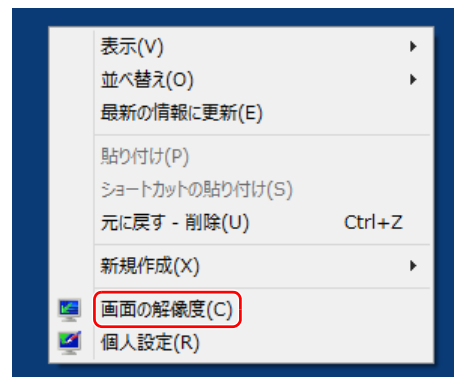 表示(V)
並べ替え(O)
最新の情報に更新(E)
貼り付け(P)
ショートカットの貼り付け(S)
元に戻す - 削除(U) Ctrl+Z
新規作成(X)
画面の解像度(C)
個人設定(R)